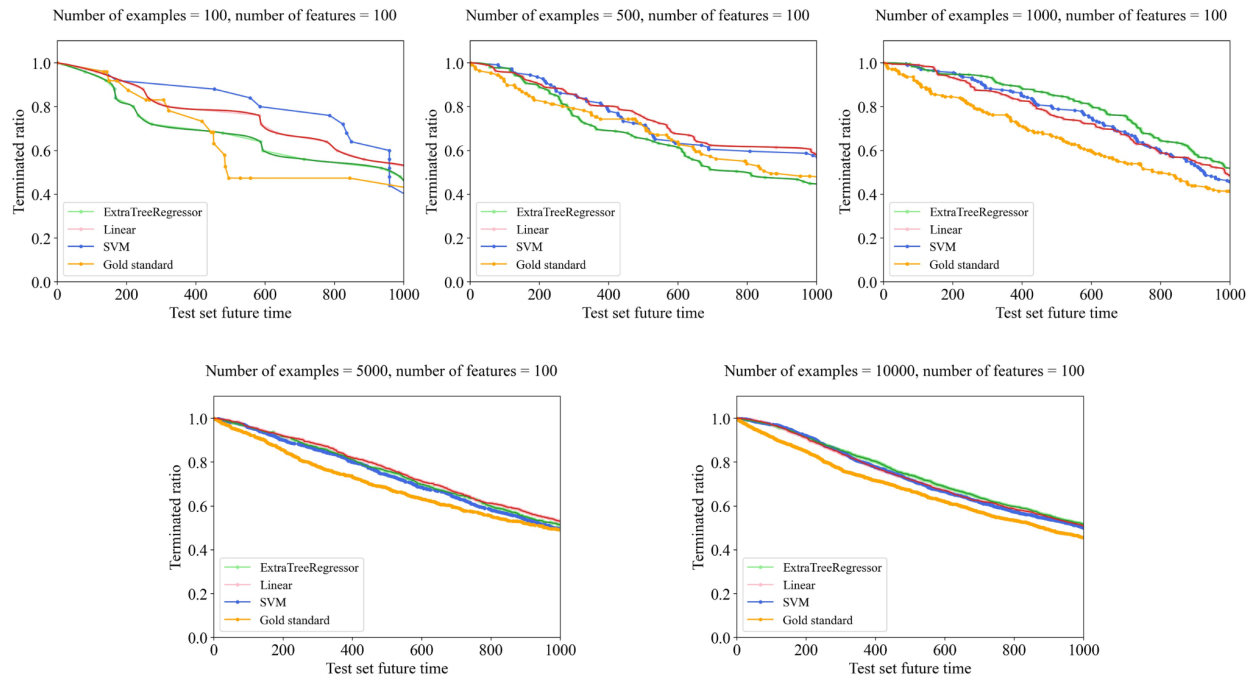 Number of examples = 100, number of features = 100
Terminated ratio
1.0
0.8
0.6
0.4
0.2
0.0
ExtraTreeRegressor
Linear
SVM
Gold standard
0 200 400 600 800 1000
Test set future time
Number of examples = 500, number of features = 100
Terminated ratio
1.0
0.8
0.6
0.4
0.2
0.0
ExtraTreeRegressor
Linear
SVM
Gold standard
0 200 400 600 800 1000
Test set future time
Number of examples = 1000, number of features = 100
Terminated ratio
1.0
0.8
0.6
0.4
0.2
0.0
ExtraTreeRegressor
Linear
SVM
Gold standard
0 200 400 600 800 1000
Test set future time
Number of examples = 5000, number of features = 100
Terminated ratio
1.0
0.8
0.6
0.4
0.2
0.0
ExtraTreeRegressor
Linear
SVM
Gold standard
0 200 400 600 800 1000
Test set future time
Number of examples = 10000, number of features = 100
Terminated ratio
1.0
0.8
0.6
0.4
0.2
0.0
ExtraTreeRegressor
Linear
SVM
Gold standard
0 200 400 600 800 1000
Test set future time